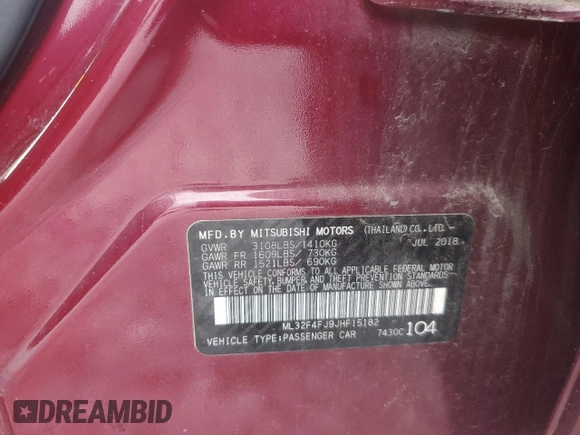 MFD. BY MITSUBISHI MOTORS (THAILAND) CO., LTD.
GVWR 3108LBS/1410KG JUL 2018
GAWR FR 1609LBS/ 730KG
GAWR RR 1521LBS/ 690KG
THIS VEHICLE CONFORMS TO ALL APPLICABLE FEDERAL MOTOR
VEHICLE SAFETY, BUMPER, AND THEFT PREVENTION STANDARDS
IN EFFECT ON THE DATE OF MANUFACTURE SHOWN ABOVE.
ML32F4FJ9JHF15182
VEHICLE TYPE:PASSENGER CAR 7430C 104
DREAMBID